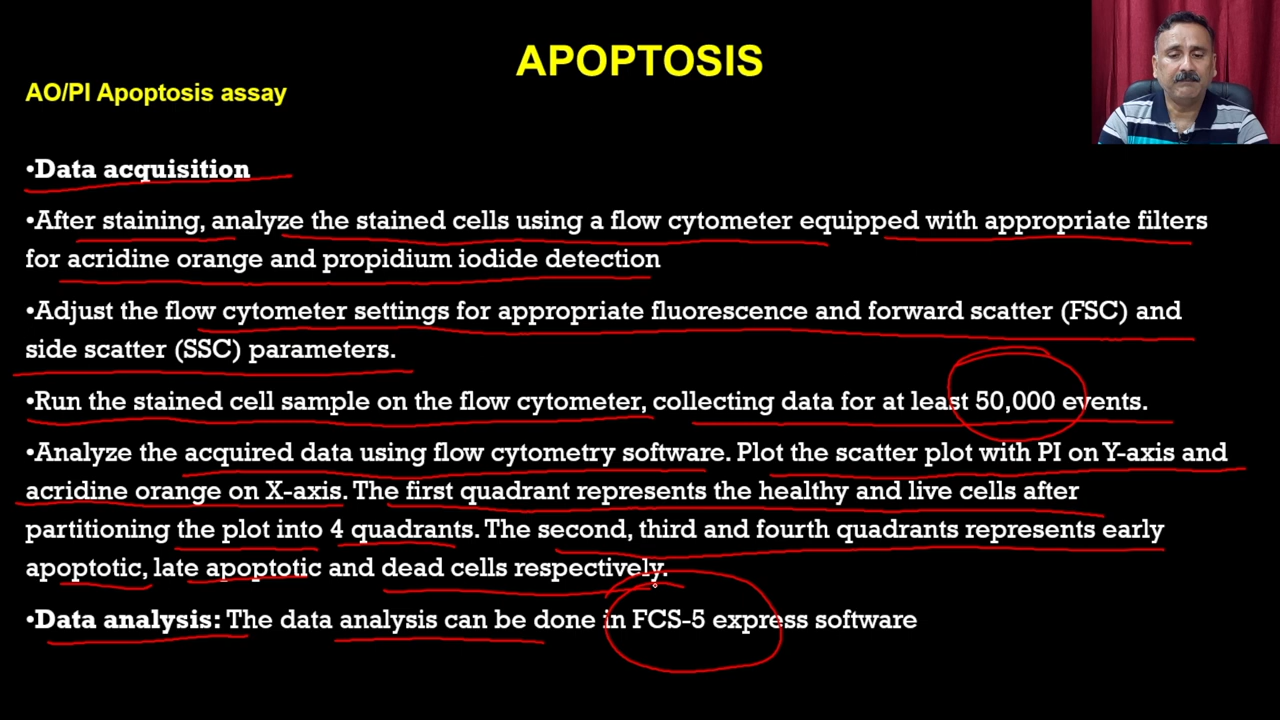 APOPTOSIS
AO/PI Apoptosis assay
•Data acquisition
•After staining, analyze the stained cells using a flow cytometer equipped with appropriate filters
for acridine orange and propidium iodide detection
•Adjust the flow cytometer settings for appropriate fluorescence and forward scatter (FSC) and
side scatter (SSC) parameters.
•Run the stained cell sample on the flow cytometer, collecting data for at least 50,000 events.
•Analyze the acquired data using flow cytometry software. Plot the scatter plot with PI on Y-axis and
acridine orange on X-axis. The first quadrant represents the healthy and live cells after
partitioning the plot into 4 quadrants. The second, third and fourth quadrants represents early
apoptotic, late apoptotic and dead cells respectively.
•Data analysis: The data analysis can be done in FCS-5 express software